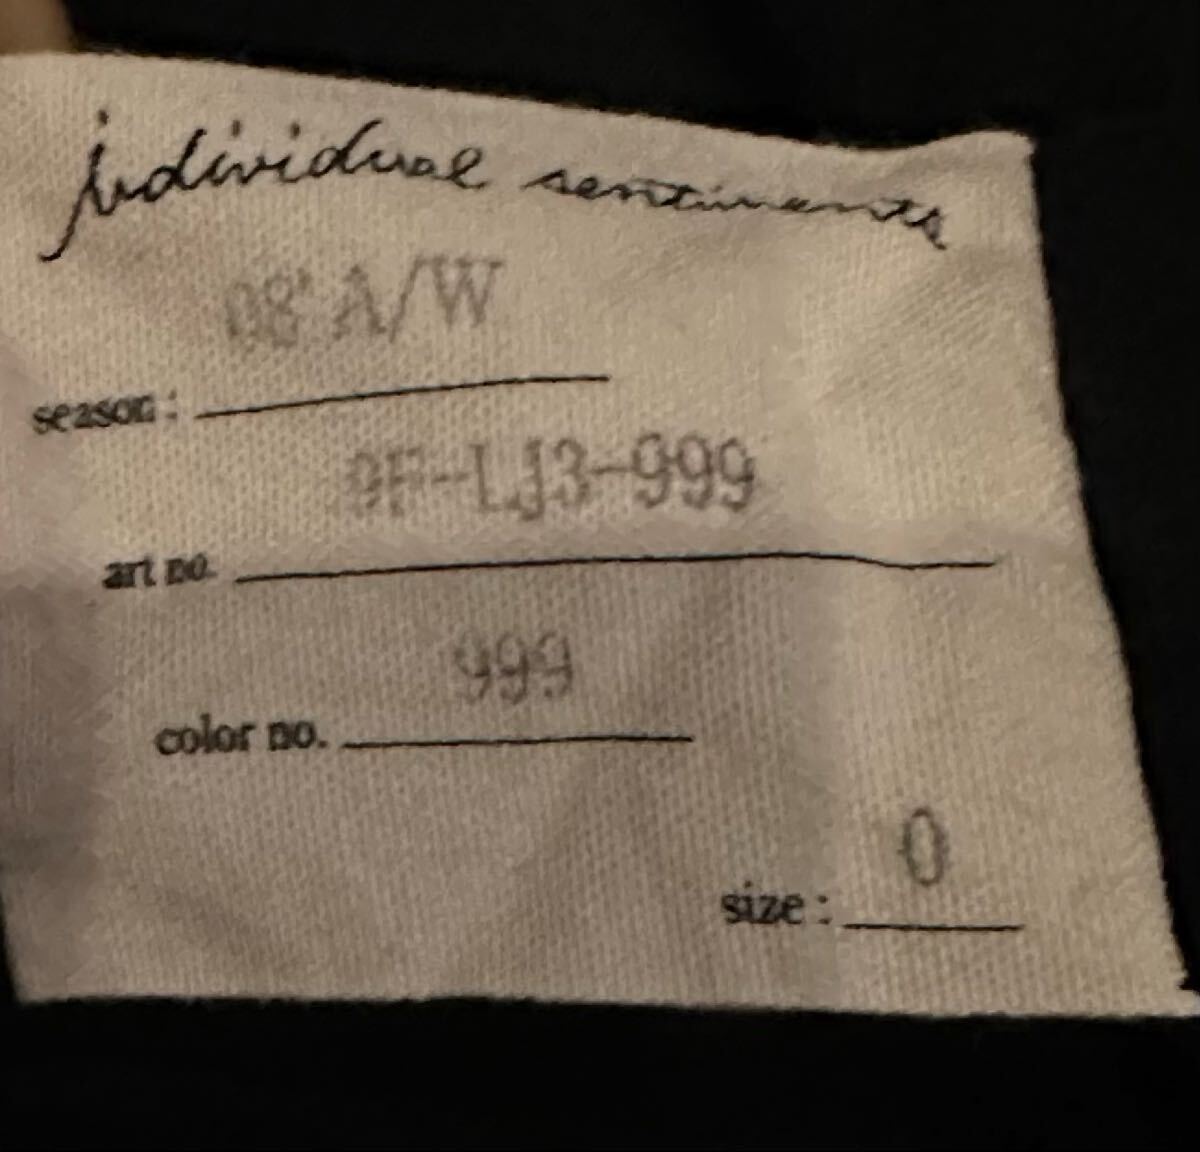 individual sentiments
08' A/W
season :
9F-LJ3-999
art no.
999
color no.
0
size :